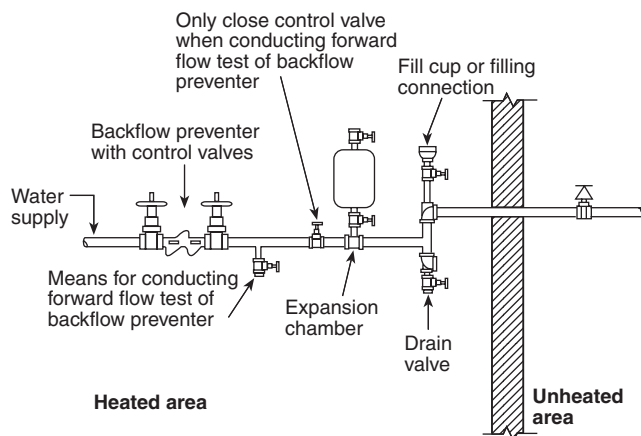 Only close control valve
when conducting forward
flow test of backflow
preventer
Fill cup or filling
connection
Backflow preventer
with control valves
Water
supply
Means for conducting
forward flow test of
backflow preventer
Expansion
chamber
Drain
valve
Heated area
Unheated
area